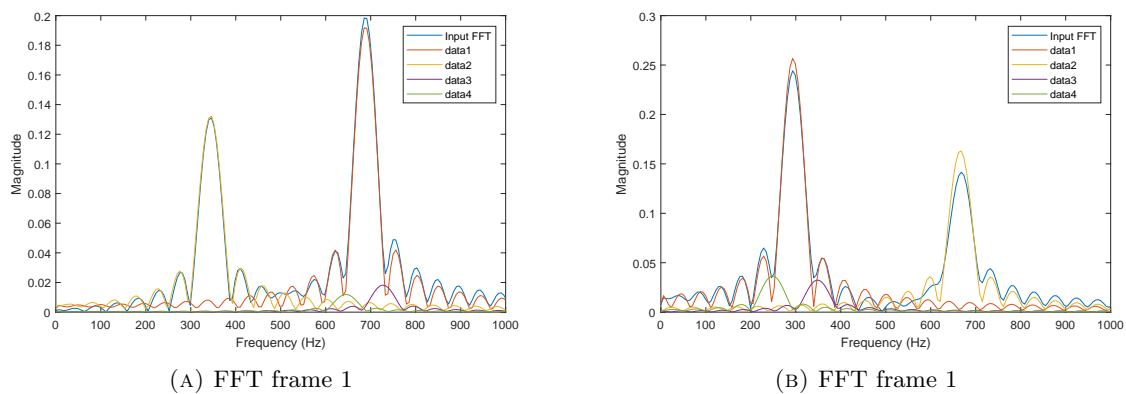 0.2
0.18
0.16
0.14
0.12
0.1
0.08
0.06
0.04
0.02
0
Magnitude
0 100 200 300 400 500 600 700 800 900 1000
Frequency (Hz)
Input FFT
data1
data2
data3
data4
(A) FFT frame 1
0.3
0.25
0.2
0.15
0.1
0.05
0
Magnitude
0 100 200 300 400 500 600 700 800 900 1000
Frequency (Hz)
Input FFT
data1
data2
data3
data4
(B) FFT frame 1